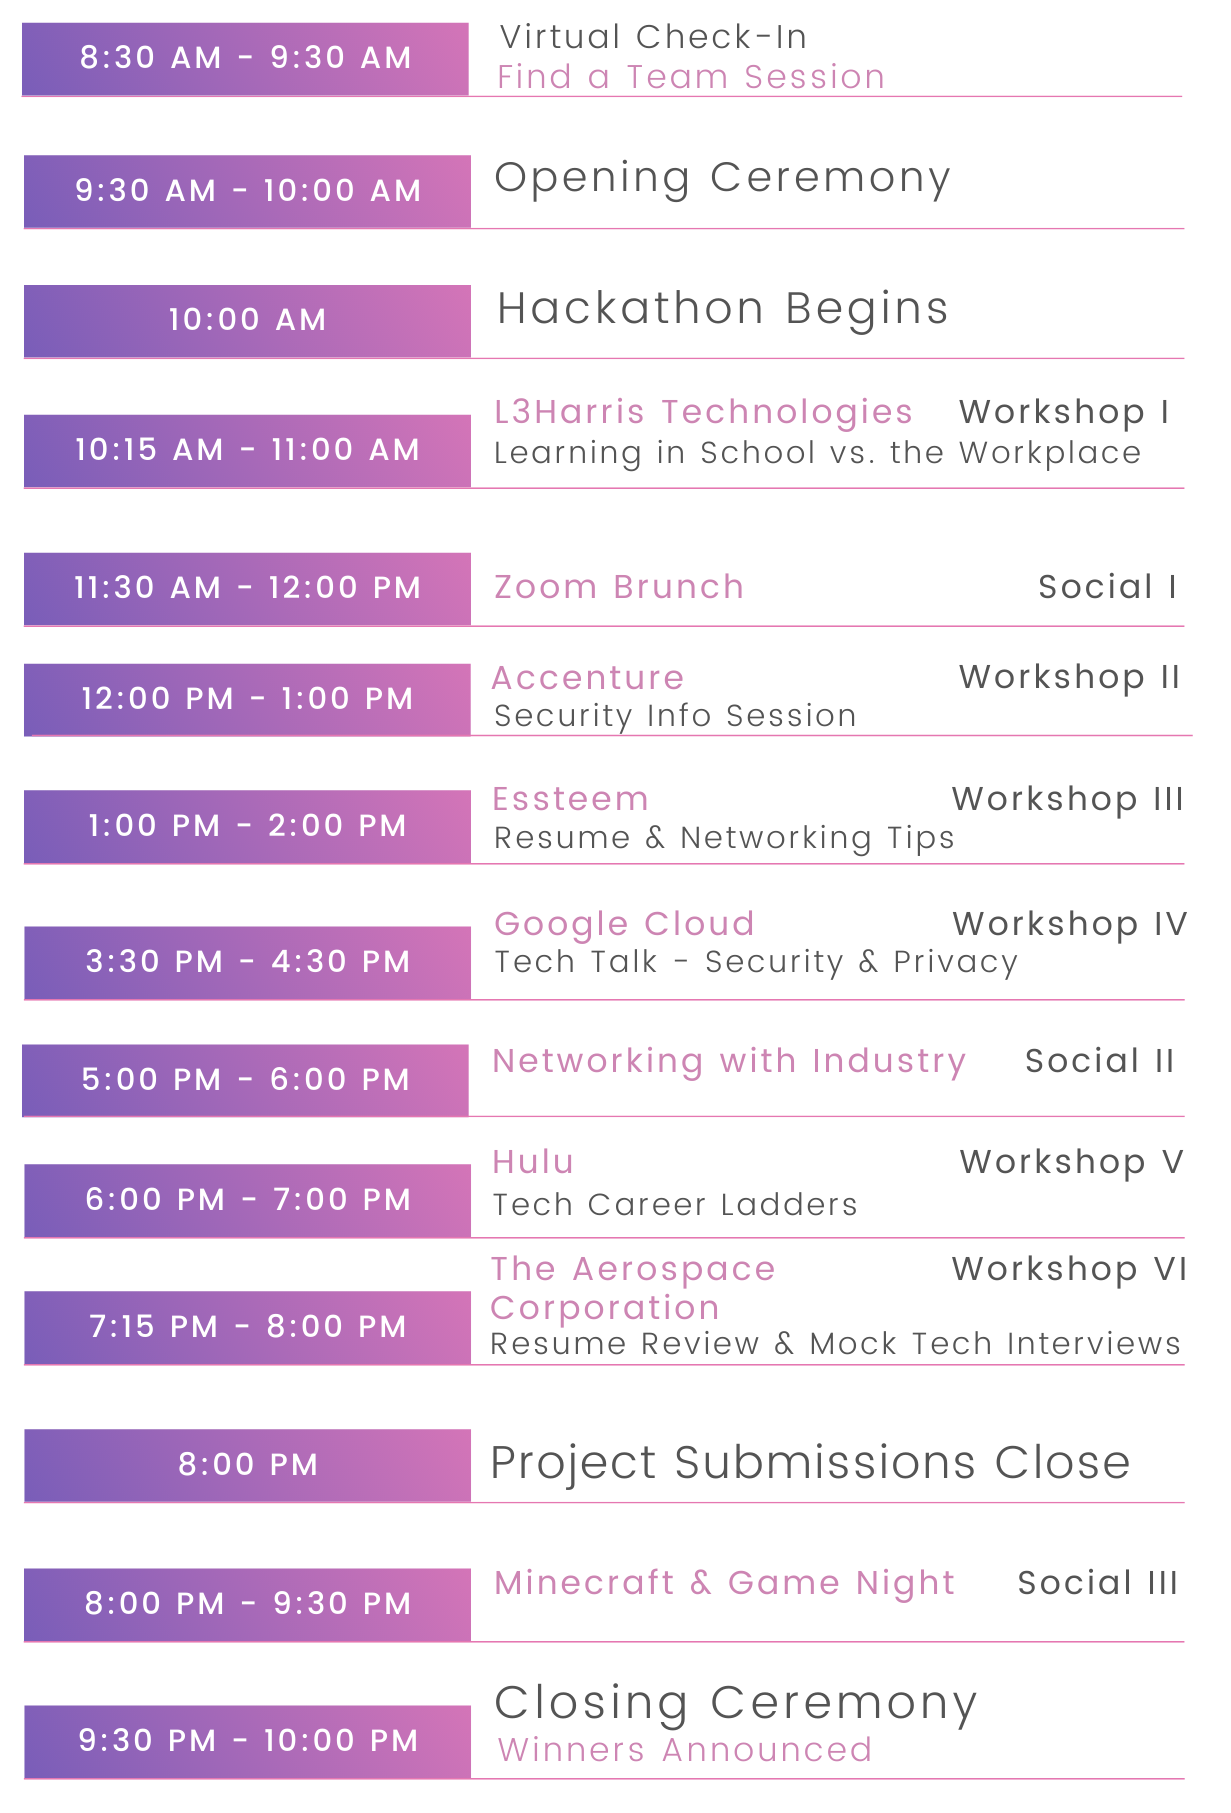 8:30 AM - 9:30 AM
Virtual Check-In
Find a Team Session
9:30 AM - 10:00 AM
Opening Ceremony
10:00 AM
Hackathon Begins
10:15 AM - 11:00 AM
L3Harris Technologies Workshop I
Learning in School vs. the Workplace
11:30 AM - 12:00 PM
Zoom Brunch Social I
12:00 PM - 1:00 PM
Accenture Workshop II
Security Info Session
1:00 PM - 2:00 PM
Essteem Workshop III
Resume & Networking Tips
3:30 PM - 4:30 PM
Google Cloud Workshop IV
Tech Talk - Security & Privacy
5:00 PM - 6:00 PM
Networking with Industry Social II
6:00 PM - 7:00 PM
Hulu Workshop V
Tech Career Ladders
7:15 PM - 8:00 PM
The Aerospace Workshop VI
Corporation
Resume Review & Mock Tech Interviews
8:00 PM
Project Submissions Close
8:00 PM - 9:30 PM
Minecraft & Game Night Social III
9:30 PM - 10:00 PM
Closing Ceremony
Winners Announced